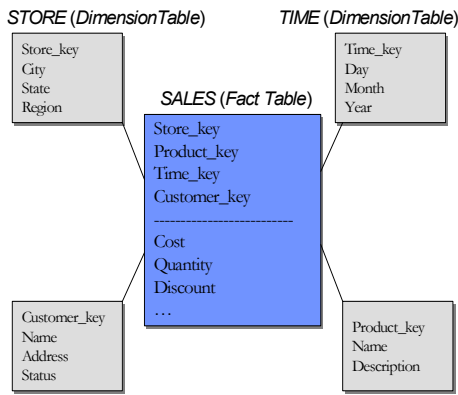 STORE (DimensionTable)
Store_key
City
State
Region
TIME (DimensionTable)
Time_key
Day
Month
Year
SALES (Fact Table)
Store_key
Product_key
Time_key
Customer_key
--------------------------
Cost
Quantity
Discount
…
Customer_key
Name
Address
Status
Product_key
Name
Description